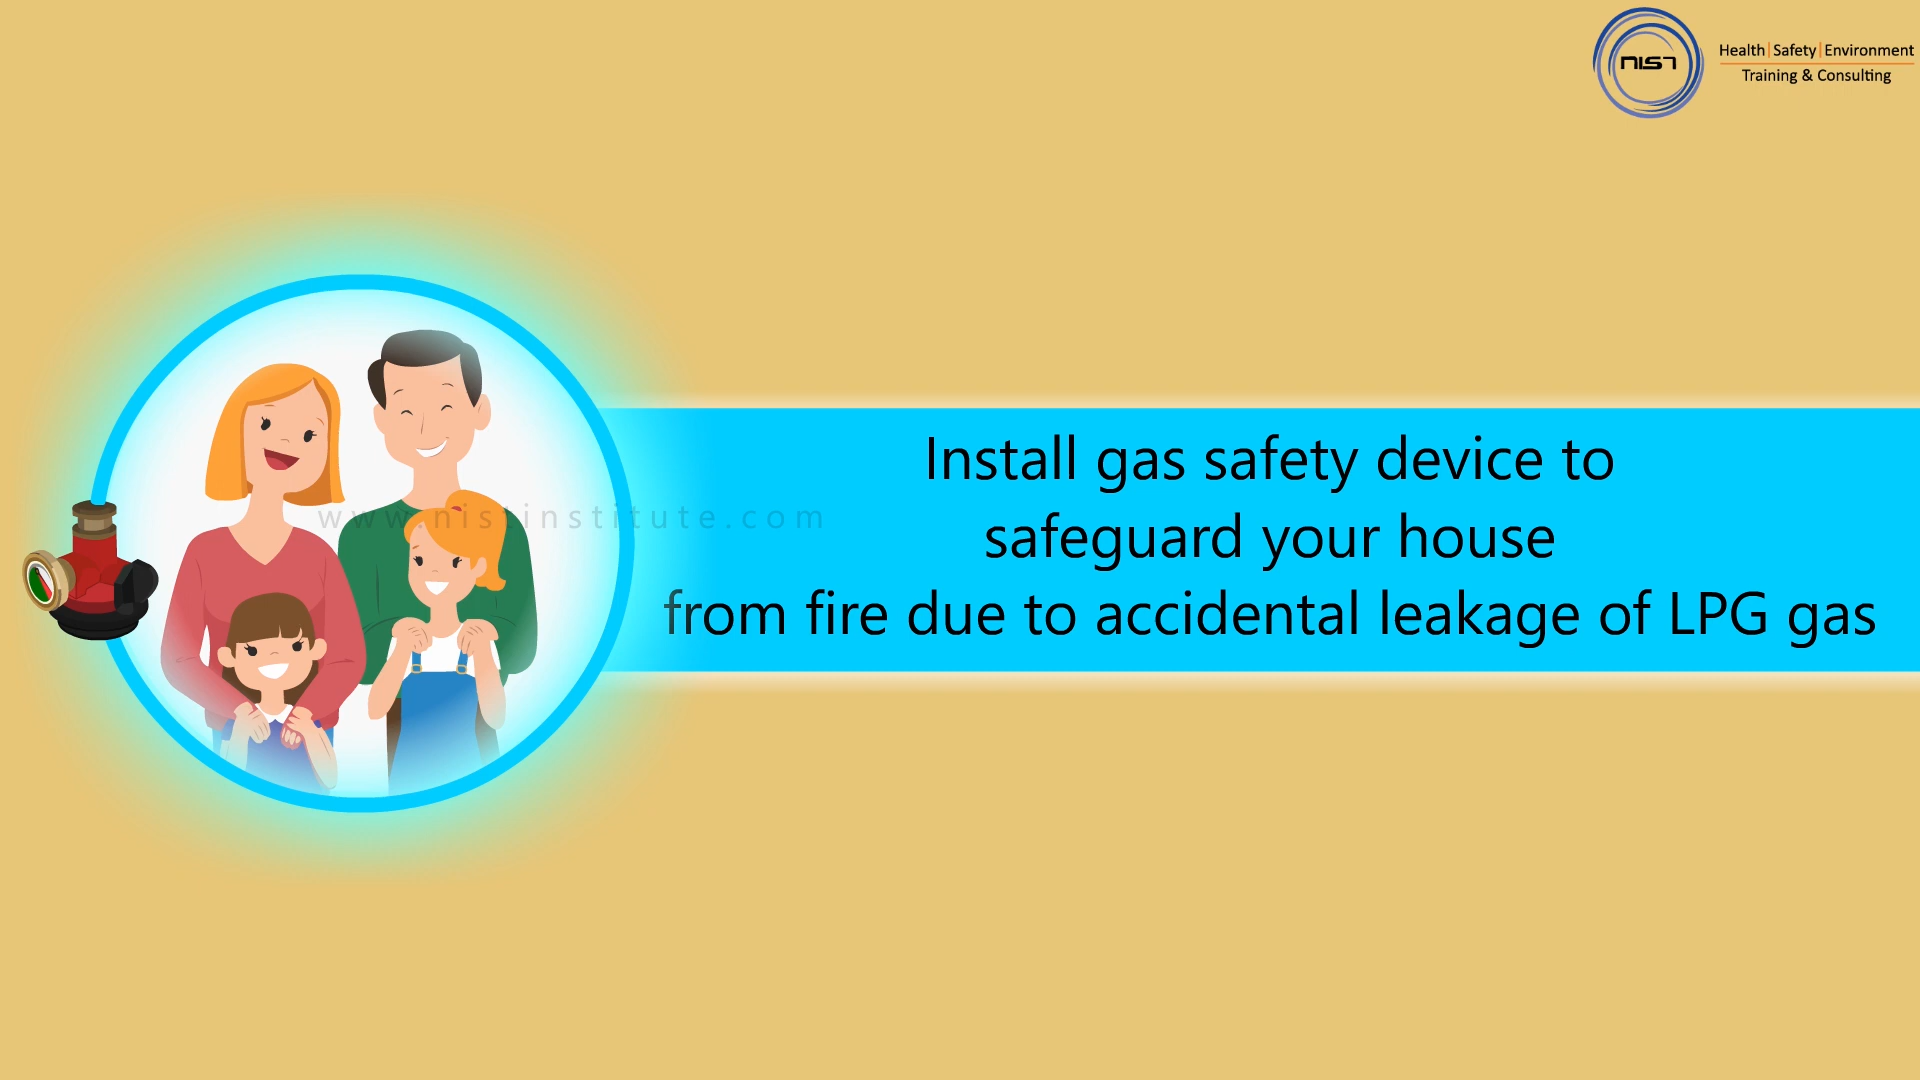 NIST
Health|Safety|Environment
Training & Consulting
www.nistinstitute.com
Install gas safety device to
safeguard your house
from fire due to accidental leakage of LPG gas